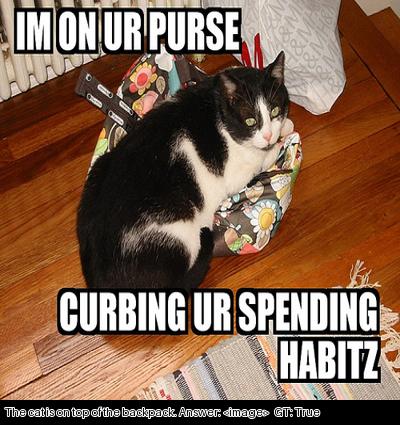 IM ON UR PURSE
CURBING UR SPENDING
HABITZ
The cat is on top of the backpack. Answer: <image> GT: True